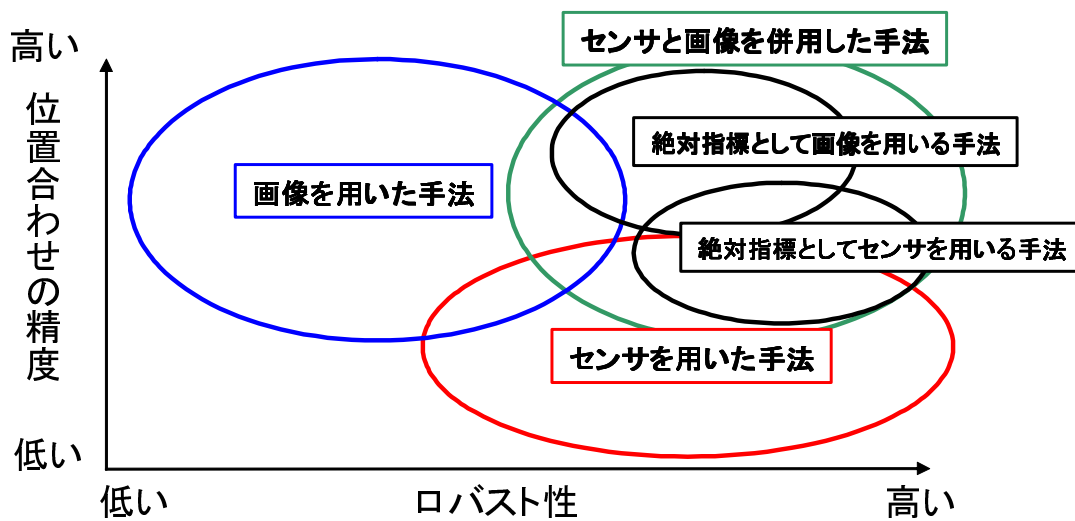 高い
センサと画像を併用した手法
位置合わせの精度
絶対指標として画像を用いる手法
画像を用いた手法
絶対指標としてセンサを用いる手法
センサを用いた手法
低い
低い
ロバスト性
高い